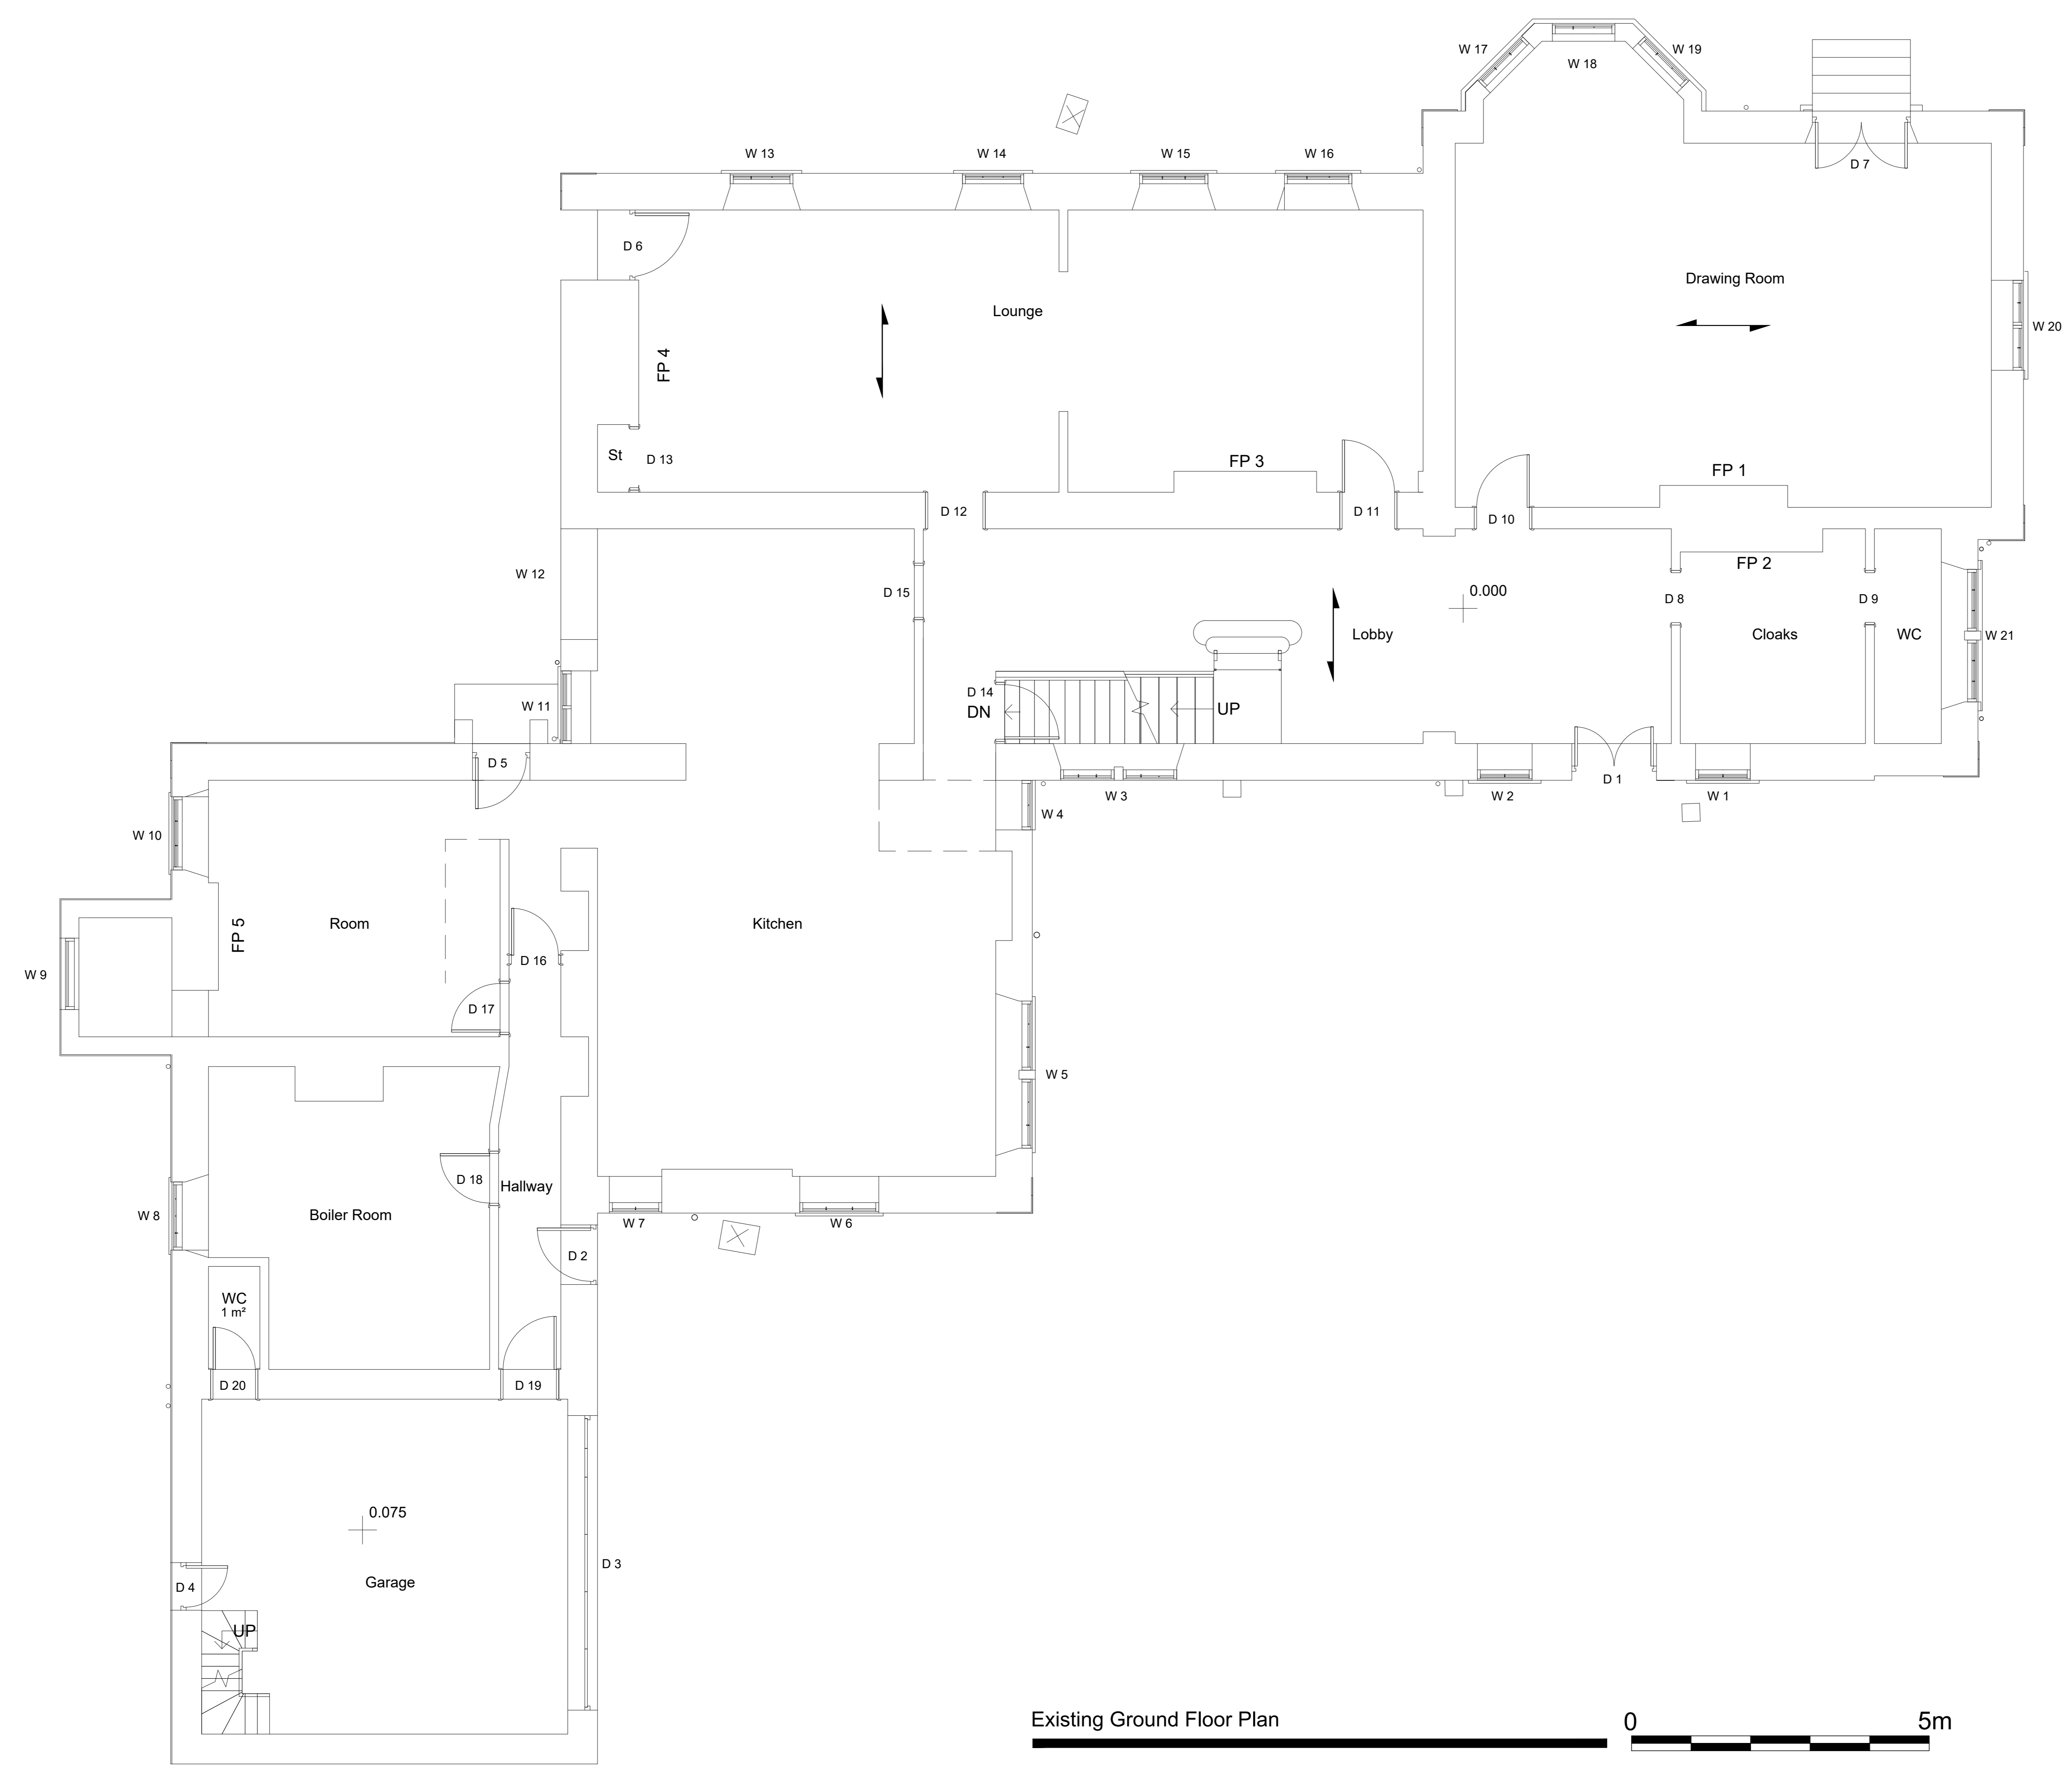 W 17
W 18
W 19
W 13
W 14
W 15
W 16
D 7
D 6
Drawing Room
Lounge
W 20
FP 4
St
D 13
FP 3
FP 1
D 12
D 11
D 10
W 12
D 15
0.000
FP 2
D 8
D 9
Lobby
Cloaks
WC
W 21
D 14
DN
UP
W 11
D 5
W 3
W 2
D 1
W 1
W 4
W 10
Room
FP 5
Kitchen
D 16
W 9
D 17
W 5
D 18
Hallway
W 8
Boiler Room
W 7
W 6
D 2
WC
1 m²
D 20
D 19
0.075
D 3
Garage
D 4
UP
Existing Ground Floor Plan
0
5m